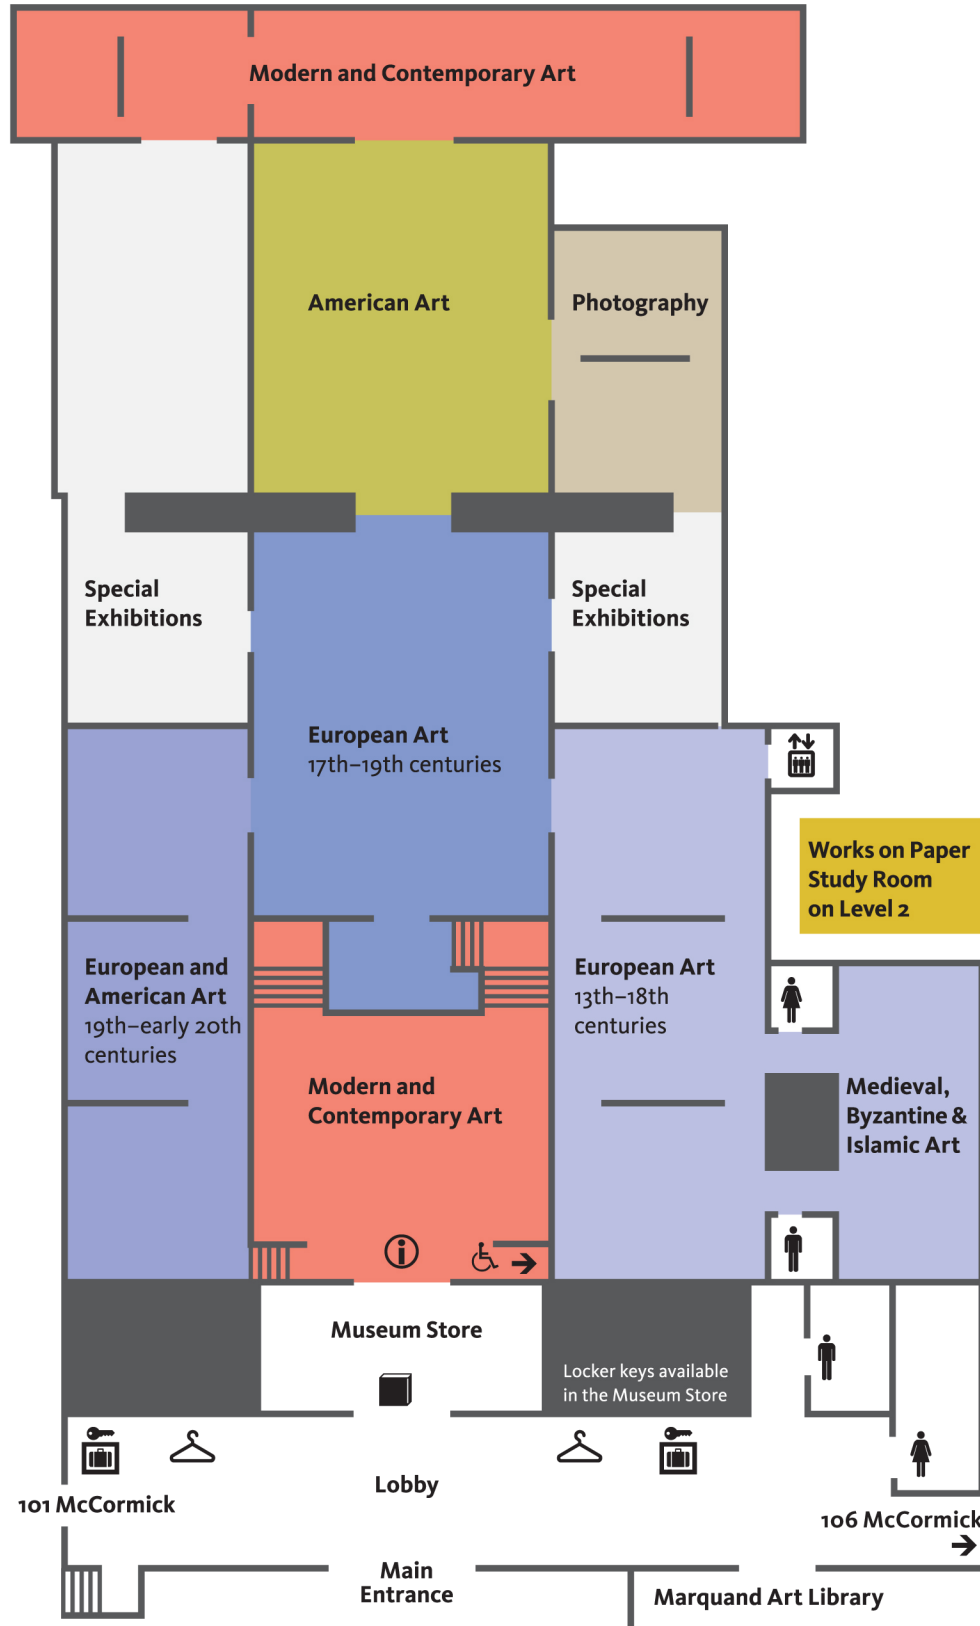 Modern and Contemporary Art
American Art
Photography
Special
Exhibitions
Special
Exhibitions
European Art
17th–19th centuries
Works on Paper
Study Room
on Level 2
European and
American Art
19th–early 20th
centuries
European Art
13th–18th
centuries
Modern and
Contemporary Art
Medieval,
Byzantine &
Islamic Art
Museum Store
Locker keys available
in the Museum Store
Lobby
101 McCormick
106 McCormick
Main
Entrance
Marquand Art Library